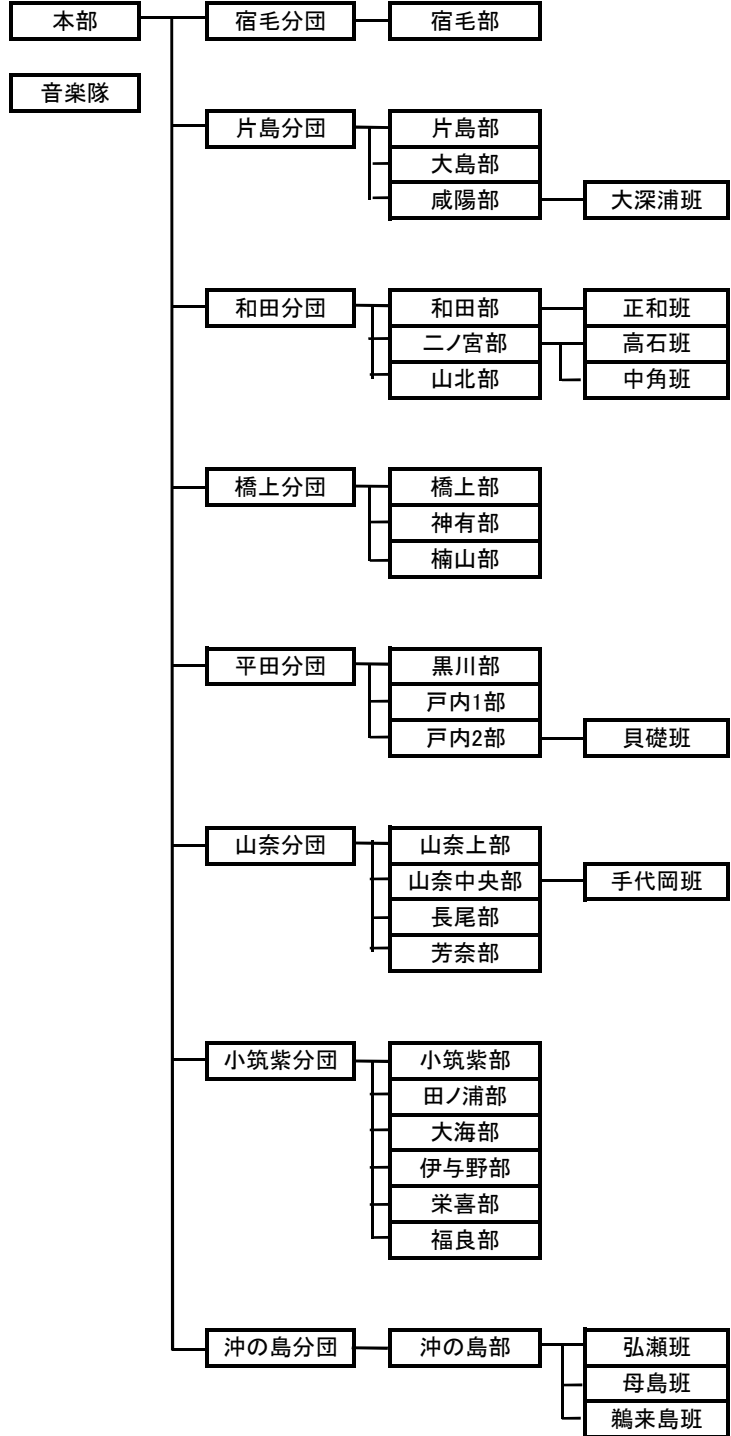 本部
宿毛分団
宿毛部
音楽隊
片島分団
片島部
大島部
咸陽部
大深浦班
和田分団
和田部
正和班
二ノ宮部
高石班
山北部
中角班
橋上分団
橋上部
神有部
楠山部
平田分団
黒川部
戸内1部
戸内2部
貝礎班
山奈分団
山奈上部
山奈中央部
手代岡班
長尾部
芳奈部
小筑紫分団
小筑紫部
田ノ浦部
大海部
伊与野部
栄喜部
福良部
沖の島分団
沖の島部
弘瀬班
母島班
鵜来島班